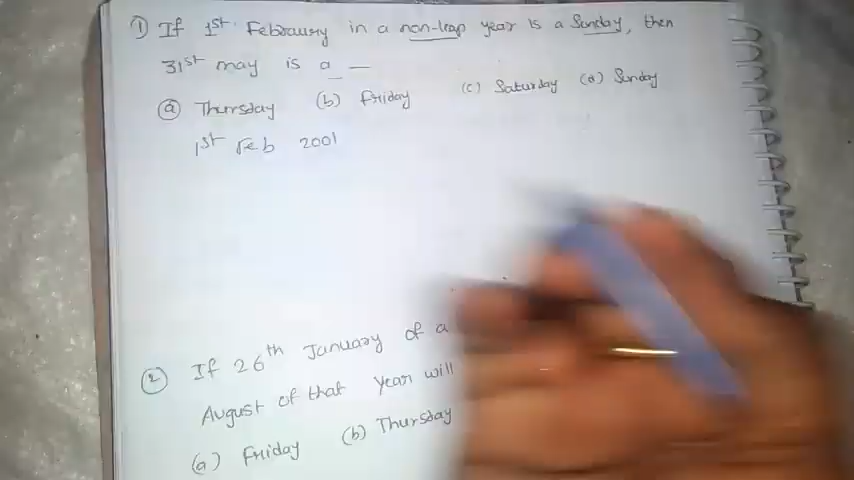 ① If 1st February in a non-leap year is a Sunday, then
31st may is a —
ⓐ Thursday (b) Friday (c) Saturday (d) Sunday
1st Feb 2001
② If 26th January of a
August of that year will
(a) Friday (b) Thursday